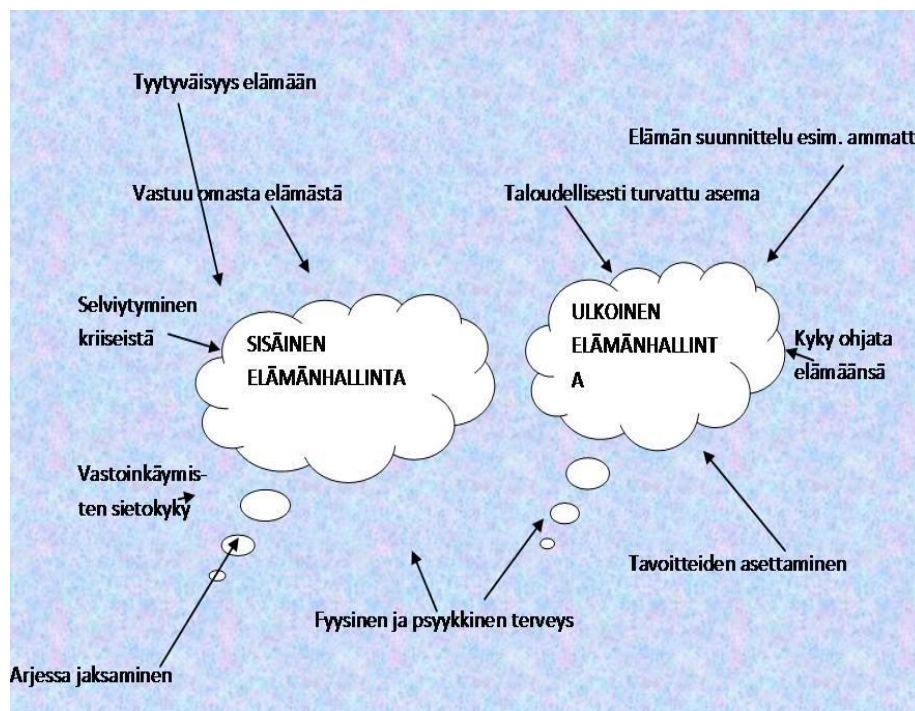 Tyytyväisyys elämään
Elämän suunnittelu esim. ammatt
Vastuu omasta elämästä
Taloudellisesti turvattu asema
Selviytyminen
kriiseistä
SISÄINEN
ELÄMÄNHALLINTA
ULKOINEN
ELÄMÄNHALLINT
A
Kyky ohjata
elämäänsä
Vastoinkäymis-
ten sietokyky
Tavoitteiden asettaminen
Fyysinen ja psyykkinen terveys
Arjessa jaksaminen